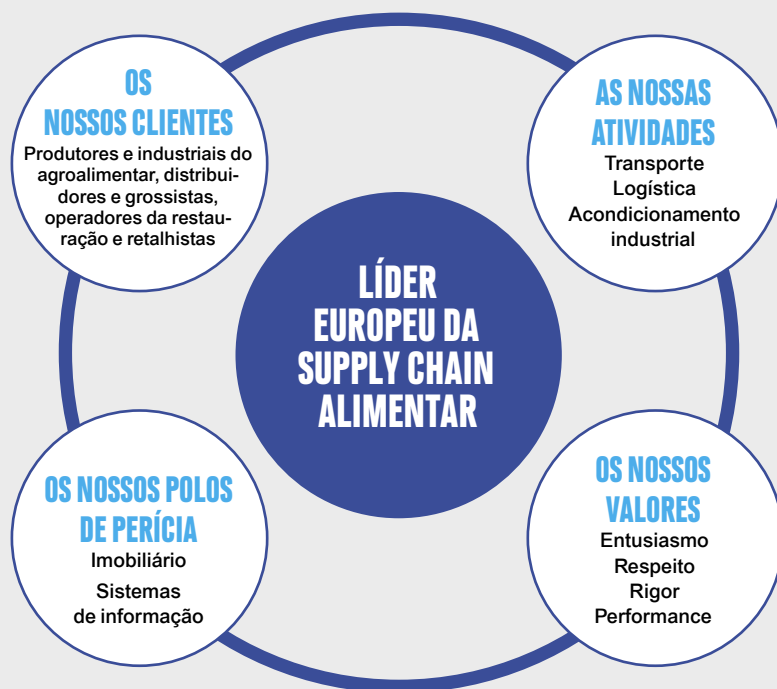 OS
NOSSOS CLIENTES
Produtores e industriais do
agroalimentar, distribui-
dores e grossistas,
operadores da restau-
ração e retalhistas
AS NOSSAS
ATIVIDADES
Transporte
Logística
Acondicionamento
industrial
LÍDER
EUROPEU DA
SUPPLY CHAIN
ALIMENTAR
OS NOSSOS POLOS
DE PERÍCIA
Imobiliário
Sistemas
de informação
OS NOSSOS
VALORES
Entusiasmo
Respeito
Rigor
Performance